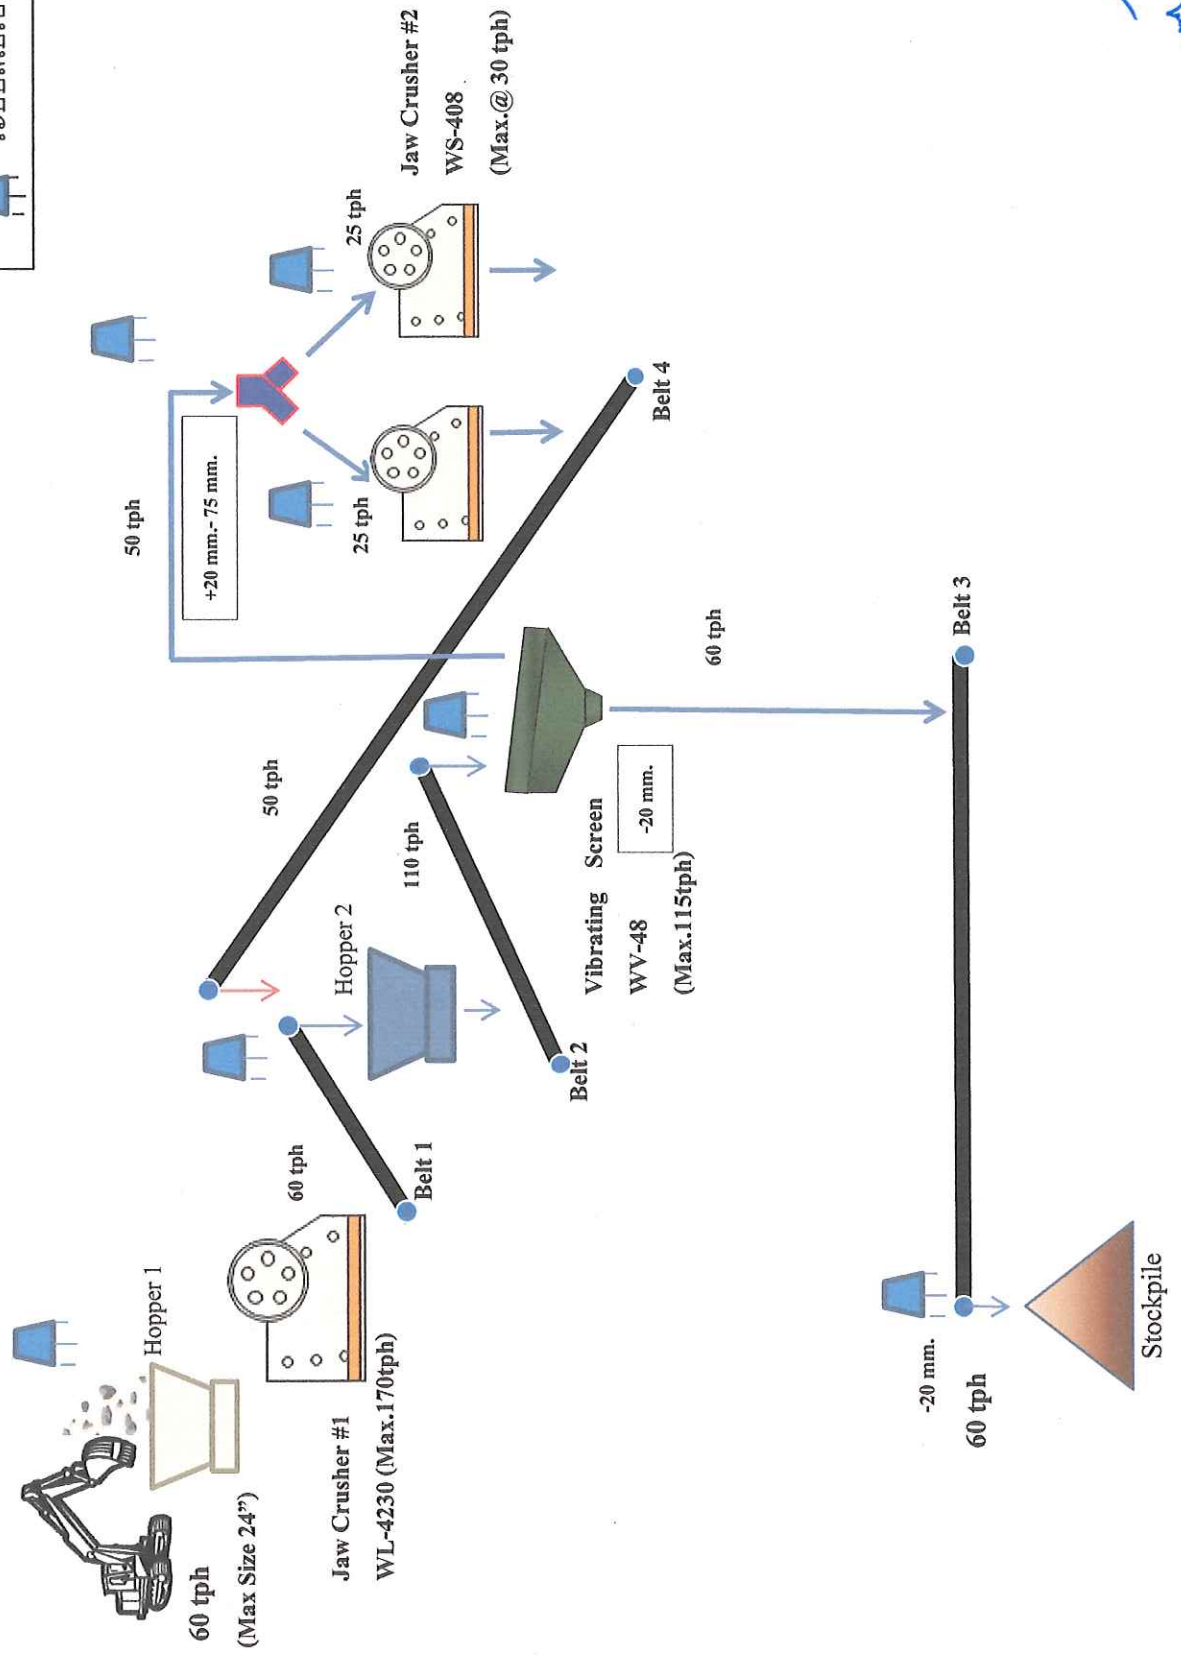 60 tph
(Max Size 24”)
Hopper 1
Jaw Crusher #1
WL-4230 (Max.170tph)
60 tph
Belt 1
Hopper 2
Belt 2
110 tph
50 tph
Vibrating Screen
WV-48
(Max.115tph)
-20 mm.
60 tph
50 tph
+20 mm.- 75 mm.
25 tph
25 tph
Jaw Crusher #2
WS-408
(Max.@ 30 tph)
Belt 4
Belt 3
-20 mm.
60 tph
Stockpile